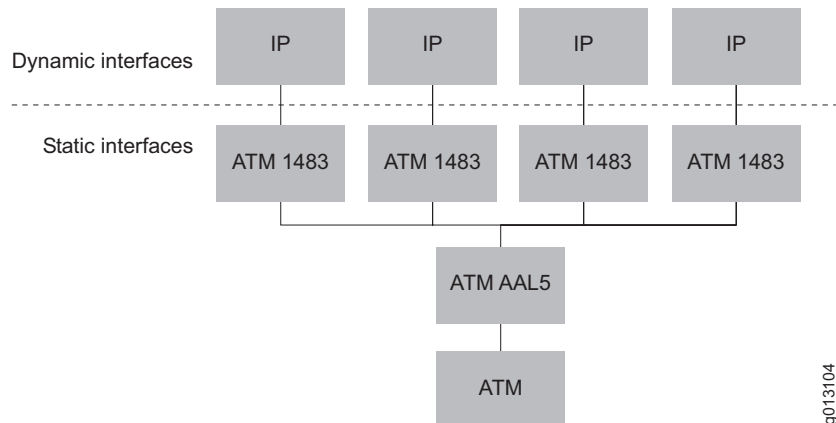 Dynamic interfaces
IP IP IP IP
Static interfaces
ATM 1483 ATM 1483 ATM 1483 ATM 1483
ATM AAL5
ATM
g013104